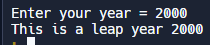 Enter your year = 2000
This is a leap year 2000